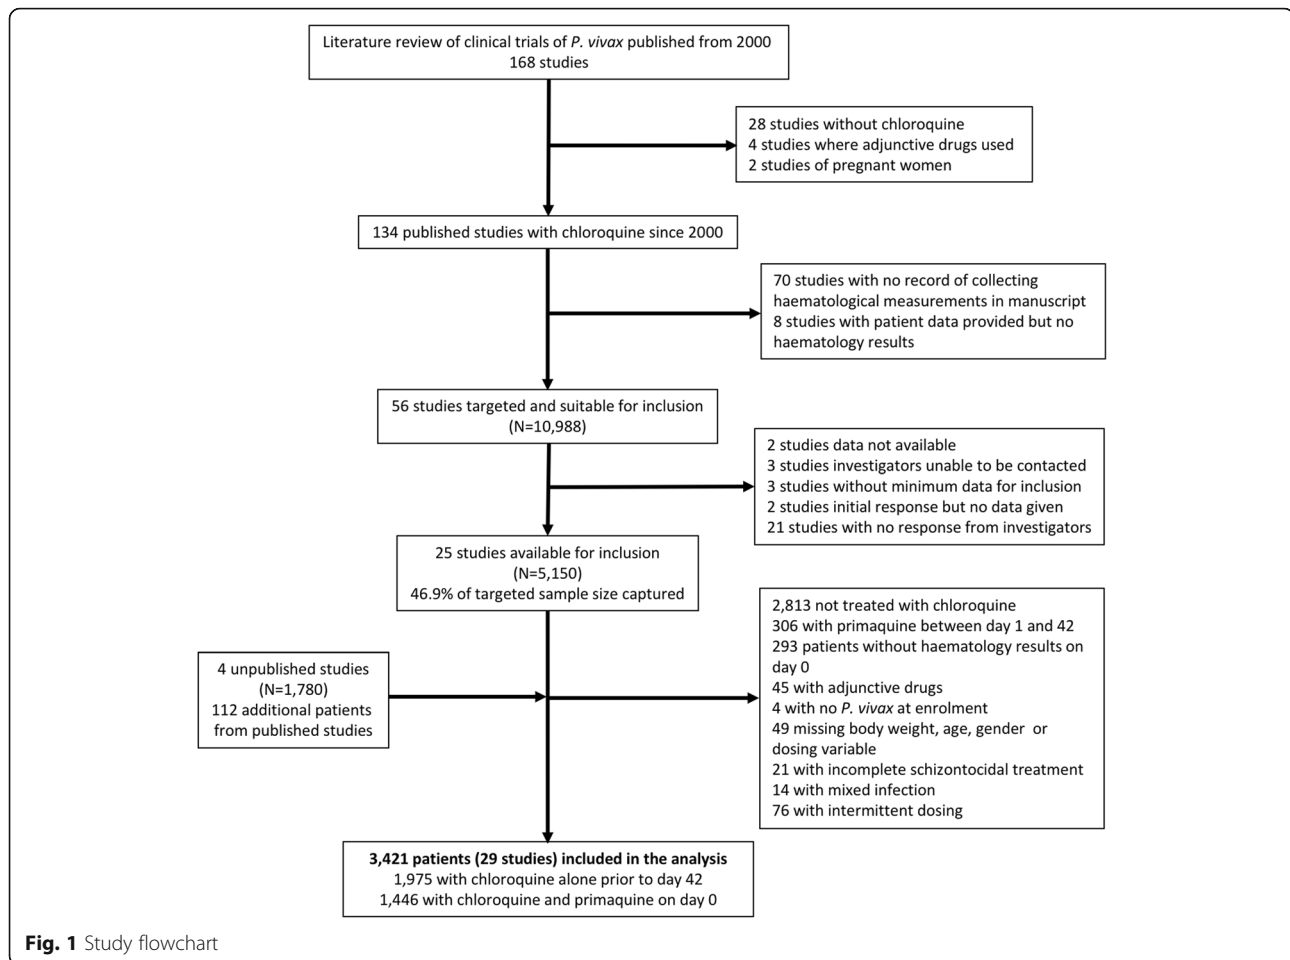 Literature review of clinical trials of P. vivax published from 2000
168 studies
28 studies without chloroquine
4 studies where adjunctive drugs used
2 studies of pregnant women
134 published studies with chloroquine since 2000
70 studies with no record of collecting
haematological measurements in manuscript
8 studies with patient data provided but no
haematology results
56 studies targeted and suitable for inclusion
(N=10,988)
2 studies data not available
3 studies investigators unable to be contacted
3 studies without minimum data for inclusion
2 studies initial response but no data given
21 studies with no response from investigators
25 studies available for inclusion
(N=5,150)
46.9% of targeted sample size captured
4 unpublished studies
(N=1,780)
112 additional patients
from published studies
2,813 not treated with chloroquine
306 with primaquine between day 1 and 42
293 patients without haematology results on
day 0
45 with adjunctive drugs
4 with no P. vivax at enrolment
49 missing body weight, age, gender or
dosing variable
21 with incomplete schizontocidal treatment
14 with mixed infection
76 with intermittent dosing
3,421 patients (29 studies) included in the analysis
1,975 with chloroquine alone prior to day 42
1,446 with chloroquine and primaquine on day 0
Fig. 1 Study flowchart